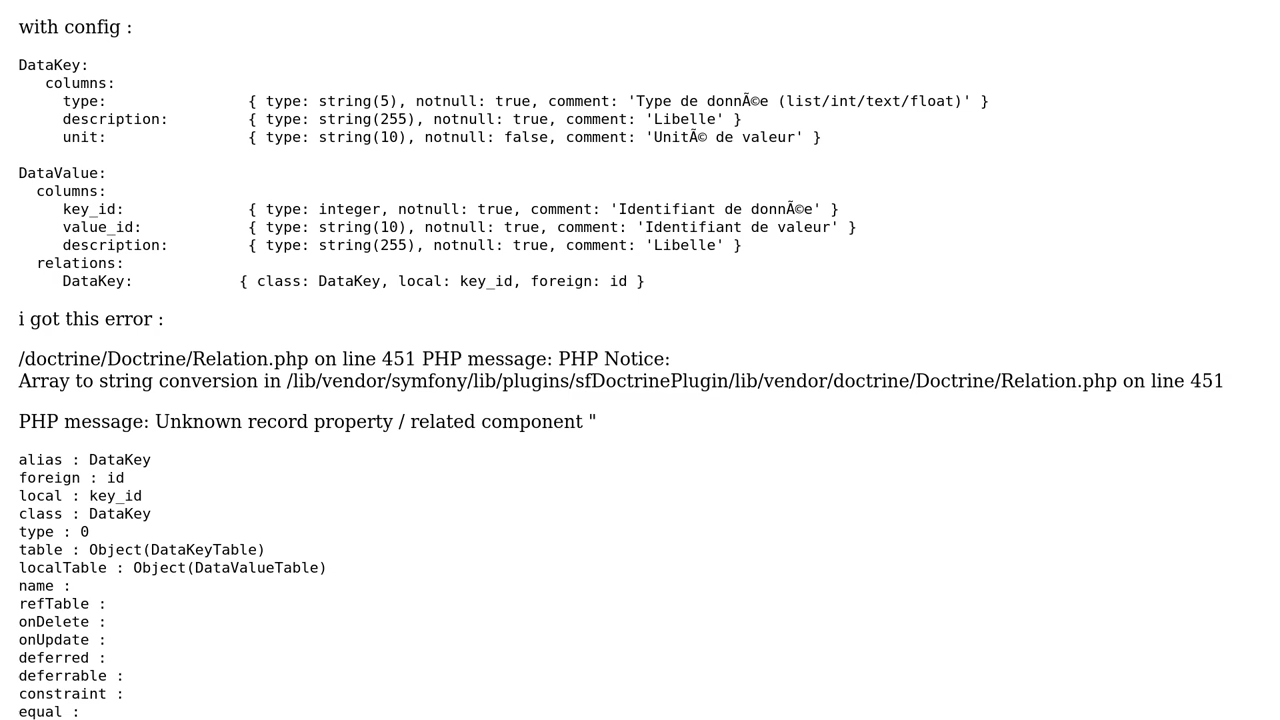 with config :
DataKey:
   columns:
     type:                { type: string(5), notnull: true, comment: 'Type de donnÃ©e (list/int/text/float)' }
     description:         { type: string(255), notnull: true, comment: 'Libelle' }
     unit:                { type: string(10), notnull: false, comment: 'UnitÃ© de valeur' }
DataValue:
  columns:
     key_id:              { type: integer, notnull: true, comment: 'Identifiant de donnÃ©e' }
     value_id:            { type: string(10), notnull: true, comment: 'Identifiant de valeur' }
     description:         { type: string(255), notnull: true, comment: 'Libelle' }
  relations:
     DataKey:            { class: DataKey, local: key_id, foreign: id }
i got this error :
/doctrine/Doctrine/Relation.php on line 451 PHP message: PHP Notice:
Array to string conversion in /lib/vendor/symfony/lib/plugins/sfDoctrinePlugin/lib/vendor/doctrine/Doctrine/Relation.php on line 451
PHP message: Unknown record property / related component "
alias : DataKey
foreign : id
local : key_id
class : DataKey
type : 0
table : Object(DataKeyTable)
localTable : Object(DataValueTable)
name :
refTable :
onDelete :
onUpdate :
deferred :
deferrable :
constraint :
equal :